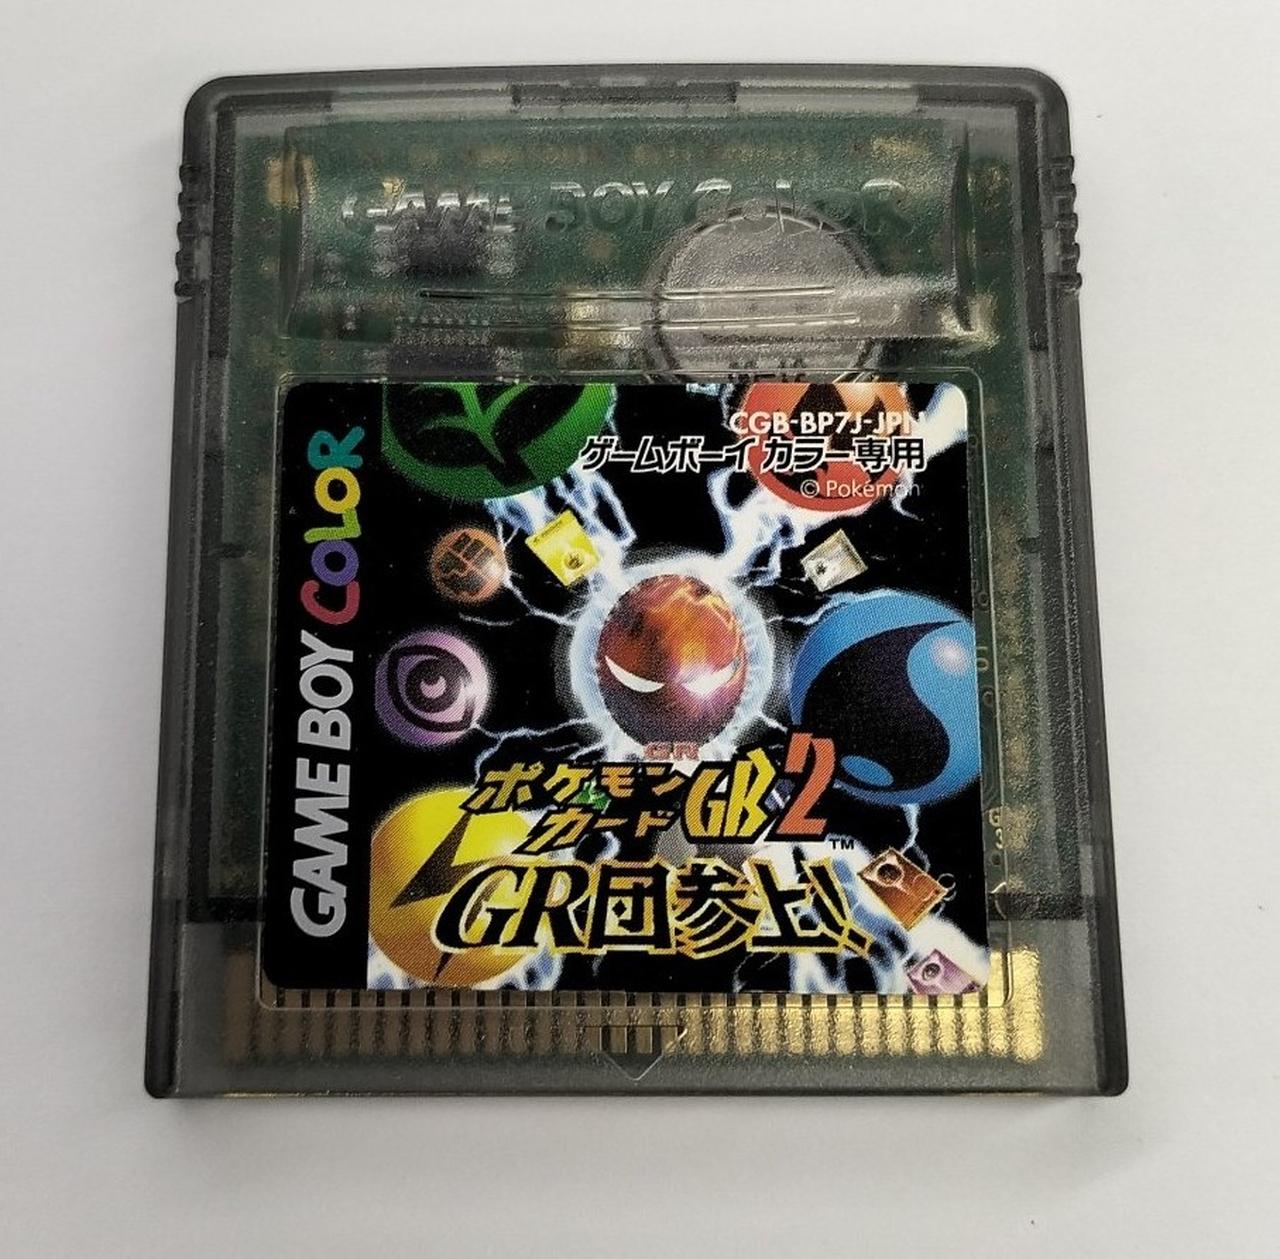 GAME BOY COLOR
GAME BOY COLOR
CGB-BP7J-JPN
ゲームボーイカラー専用
© Pokémon
ポケモン
カードGB2
TM
GR団参上!